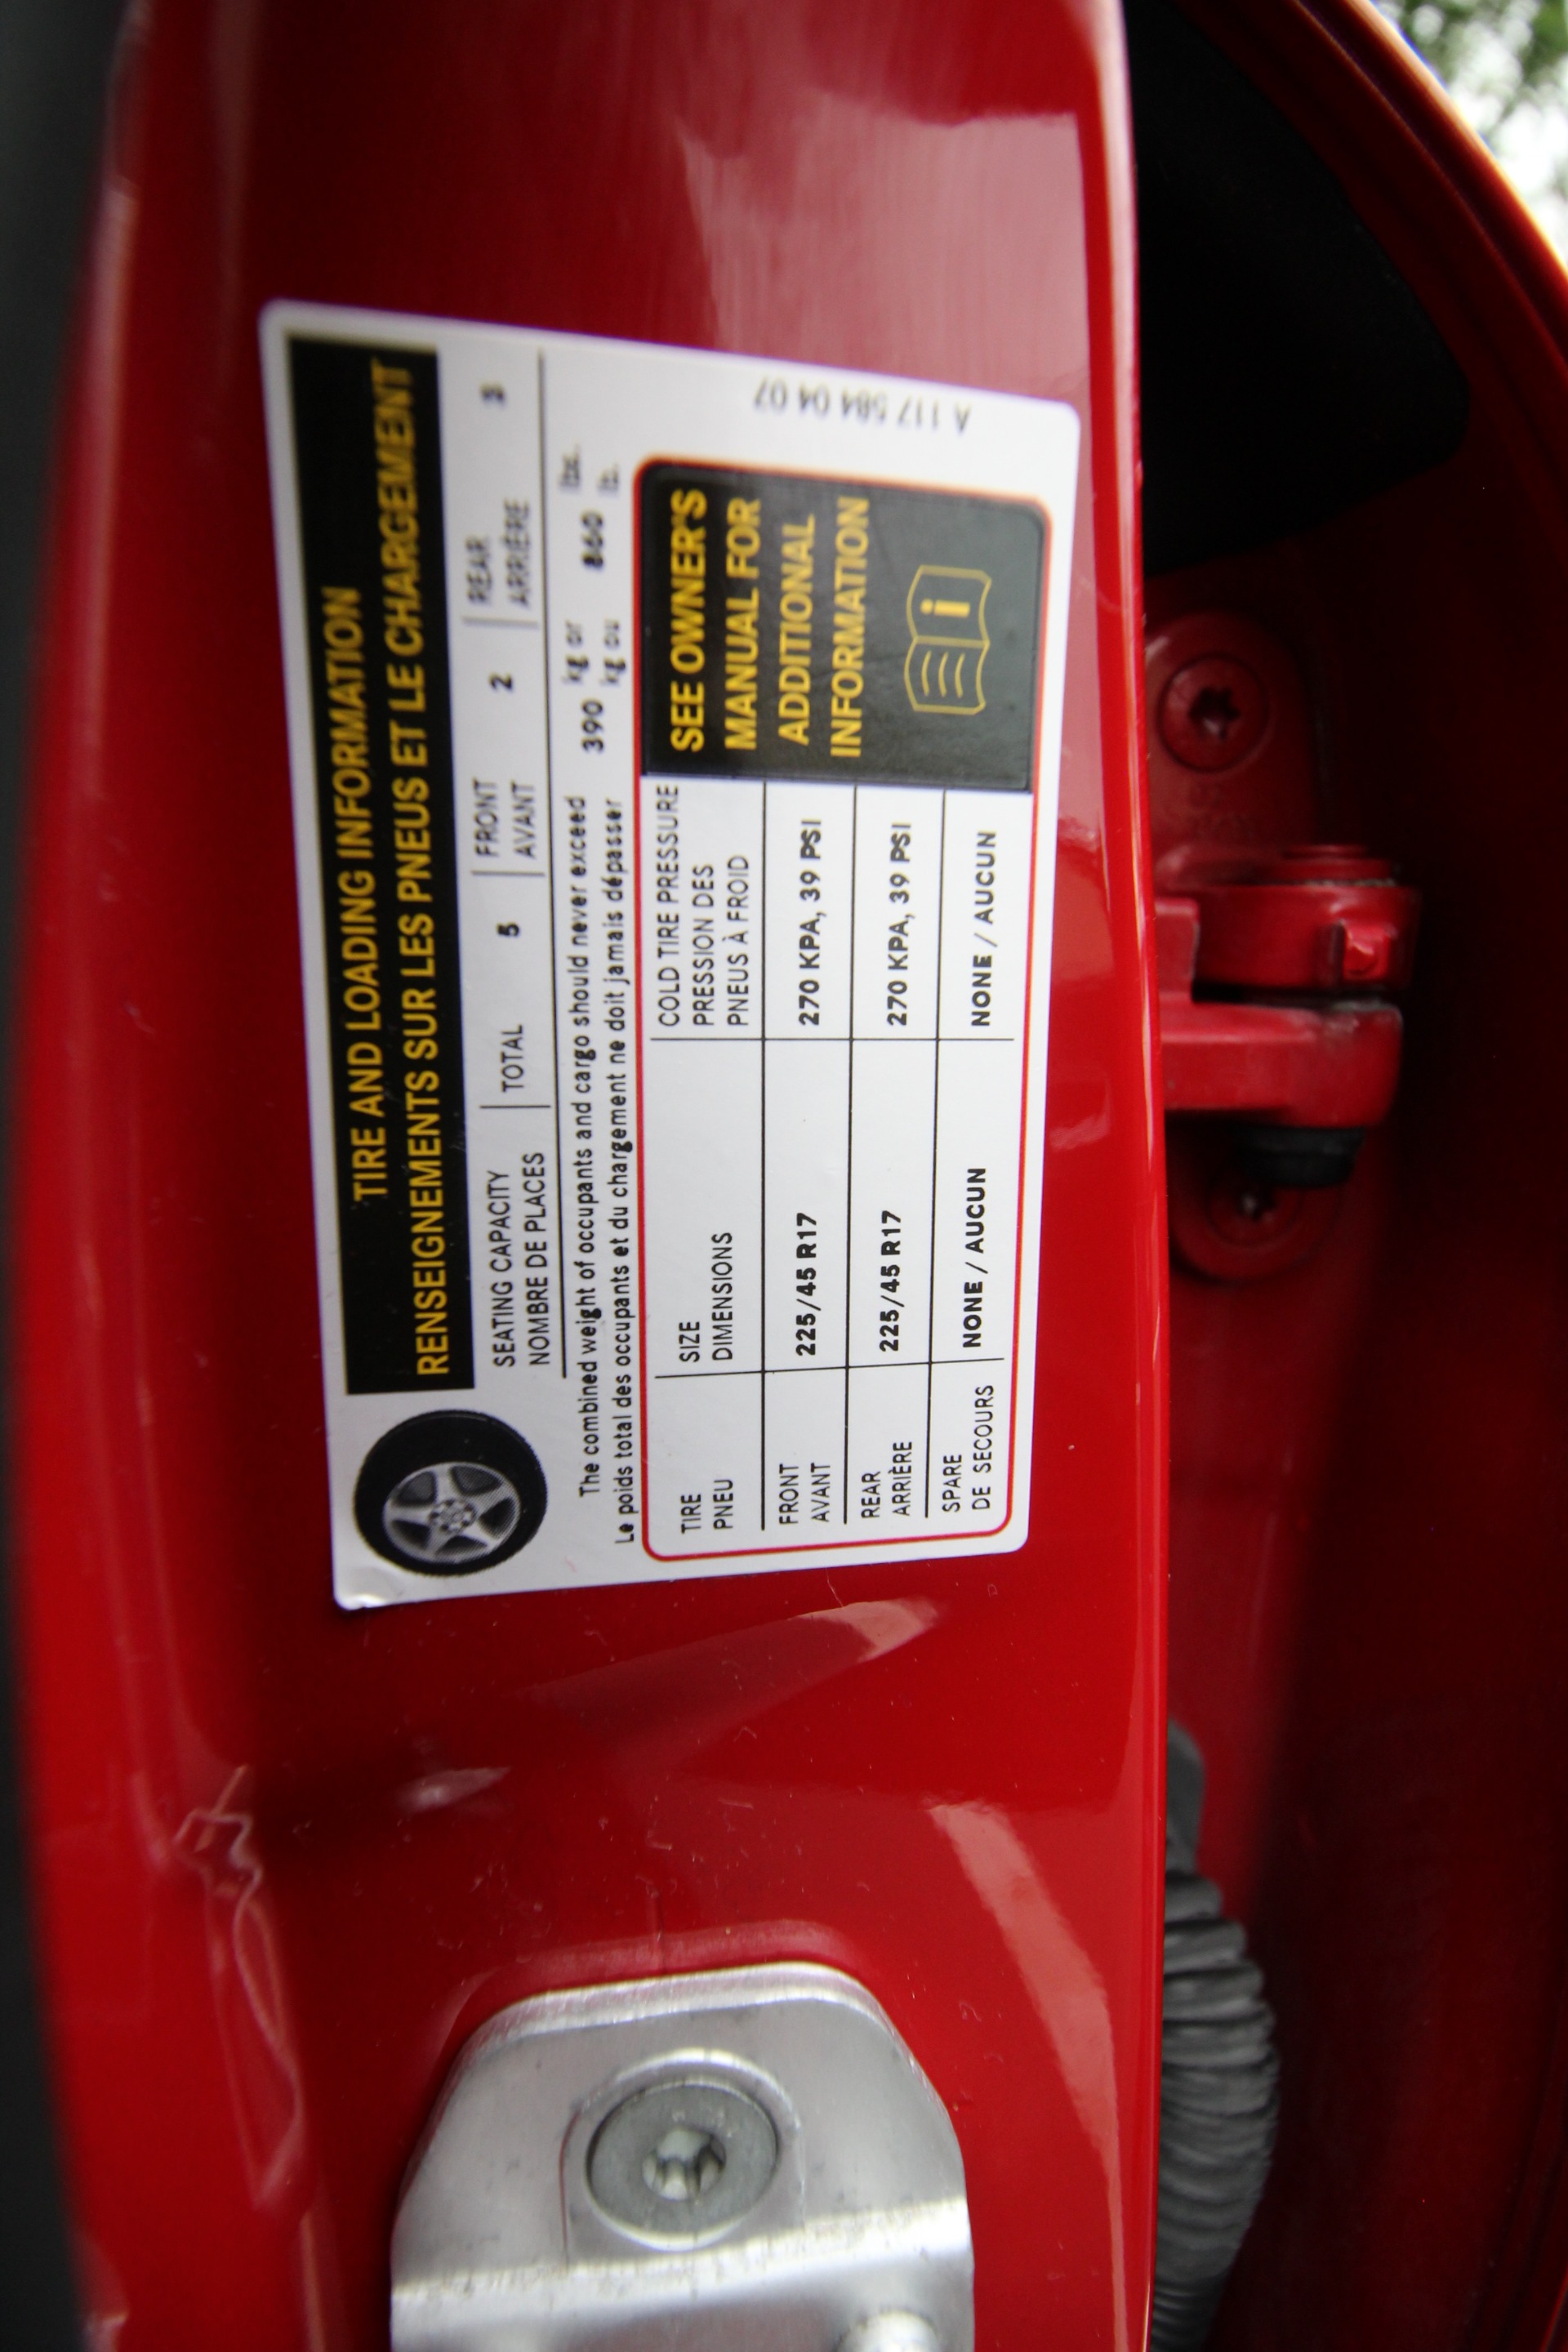 TIRE AND LOADING INFORMATION
RENSEIGNEMENTS SUR LES PNEUS ET LE CHARGEMENT
SEATING CAPACITY TOTAL 5 FRONT 2 REAR 3
NOMBRE DE PLACES AVANT ARRIÈRE
The combined weight of occupants and cargo should never exceed 390 kg or 860 lbs.
Le poids total des occupants et du chargement ne doit jamais dépasser kg ou lb.
TIRE SIZE COLD TIRE PRESSURE
PNEU DIMENSIONS PRESSION DES
PNEUS À FROID
FRONT 225/45 R17 270 KPA, 39 PSI
AVANT
REAR 225/45 R17 270 KPA, 39 PSI
ARRIÈRE
SPARE NONE / AUCUN NONE / AUCUN
DE SECOURS
SEE OWNER'S
MANUAL FOR
ADDITIONAL
INFORMATION
i
A 117 584 04 07